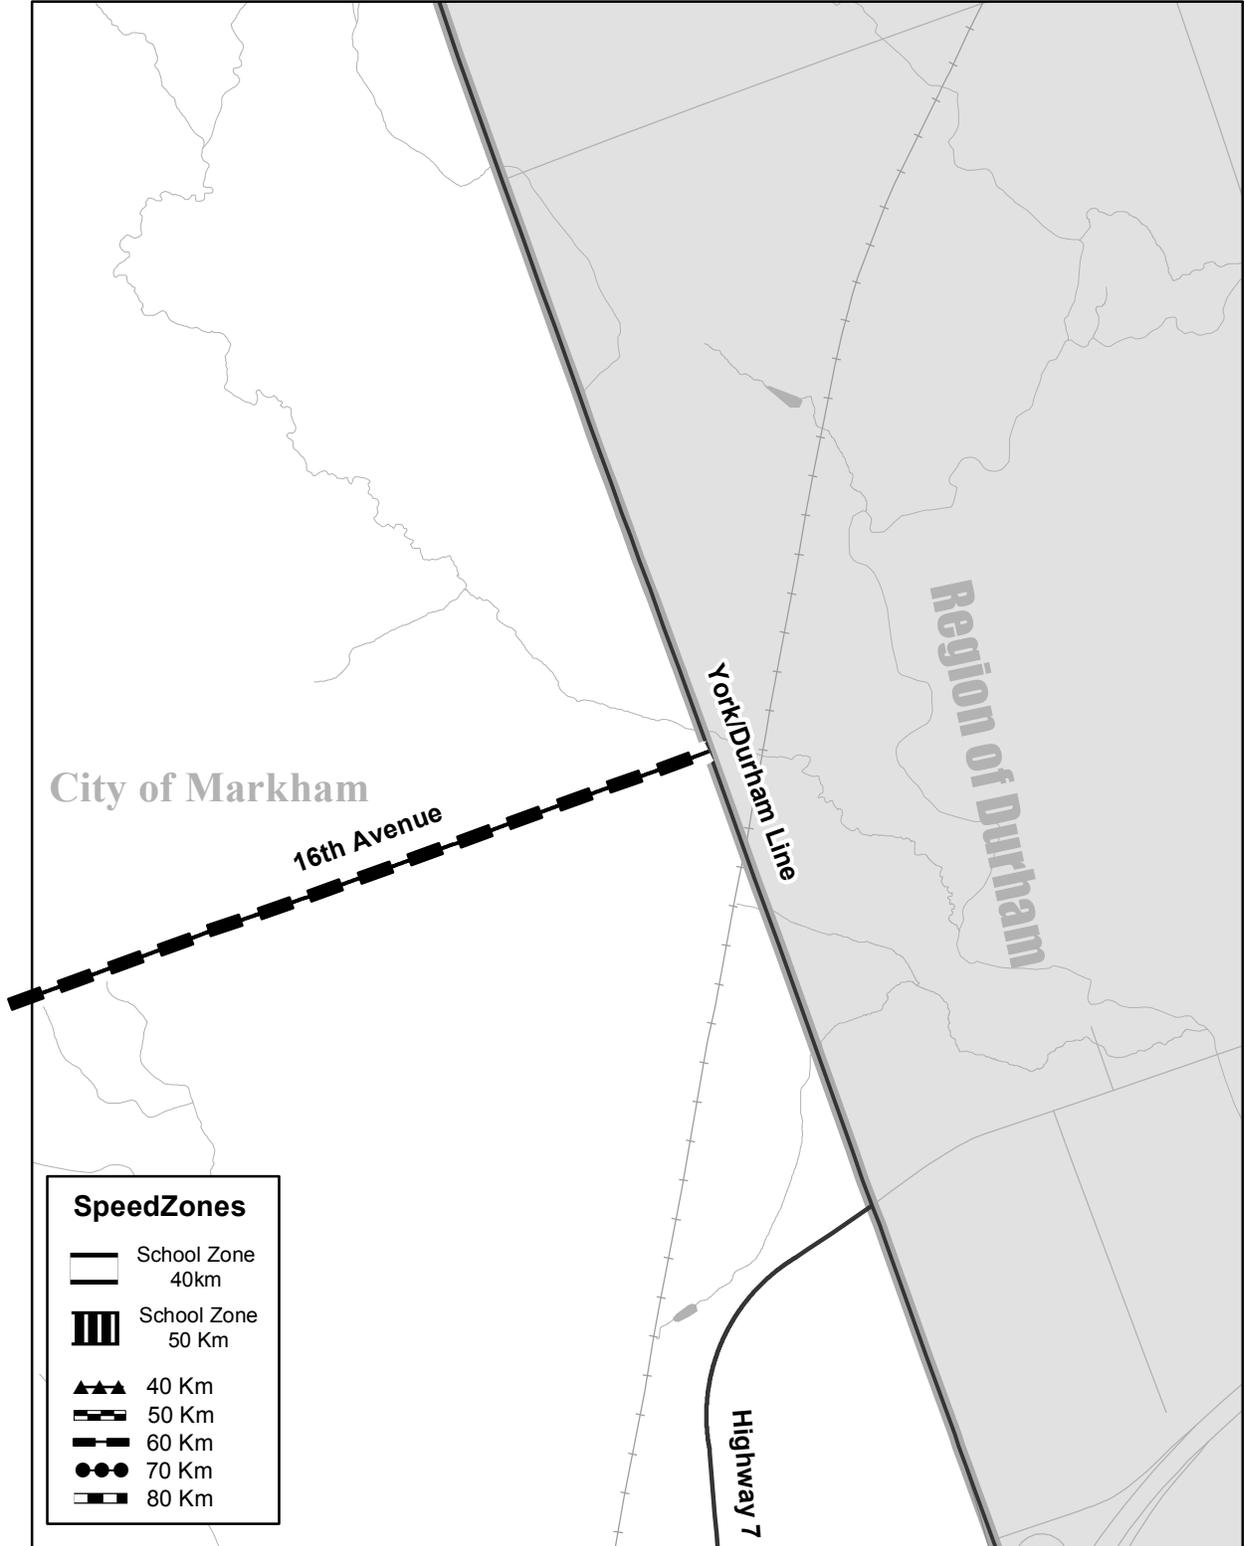 York/Durham Line
Region of Durham
City of Markham
16th Avenue
Highway 7
SpeedZones
School Zone
40km
School Zone
50 Km
40 Km
50 Km
60 Km
70 Km
80 Km